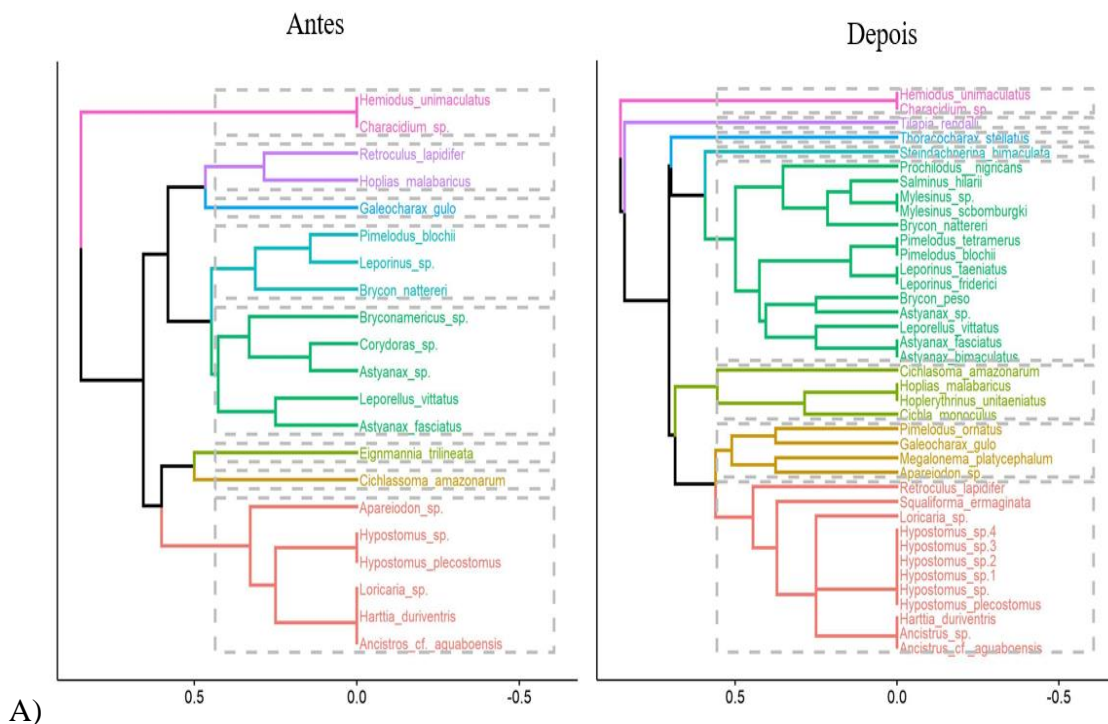 Antes
Hemiodus_unimaculatus
Characidium_sp.
Retroculus_lapidifer
Hoplias_malabaricus
Galeocharax_gulo
Pimelodus_blochii
Leporinus_sp.
Brycon_nattereri
Bryconamericus_sp.
Corydoras_sp.
Astyanax_sp.
Leporellus_vittatus
Astyanax_fasciatus
Eignmannia_trilineata
Cichlassoma_amazonarum
Apareiodon_sp.
Hypostomus_sp.
Hypostomus_plecostomus
Loricaria_sp.
Harttia_duriventris
Ancistros_cf._aguaboensis
0.5 0.0 -0.5
Depois
Hemiodus_unimaculatus
Characidium_sp.
Tilapia_rendalli
Thoracocharax_stellatus
Steindachnerina_bimaculata
Prochilodus_nigricans
Salminus_hilarii
Mylesinus_sp.
Mylesinus_scbomburgki
Brycon_nattereri
Pimelodus_tetramerus
Pimelodus_blochii
Leporinus_taeniatus
Leporinus_friderici
Brycon_peso
Astyanax_sp.
Leporellus_vittatus
Astyanax_fasciatus
Astyanax_bimaculatus
Cichlasoma_amazonarum
Hoplias_malabaricus
Hoplerythrinus_unitaeniatus
Cichla_monoculus
Pimelodus_ornatus
Galeocharax_gulo
Megalonema_platycephalum
Apareiodon_sp.
Retroculus_lapidifer
Squaliforma_ermaginata
Loricaria_sp.
Hypostomus_sp.4
Hypostomus_sp.3
Hypostomus_sp.2
Hypostomus_sp.1
Hypostomus_sp.
Hypostomus_plecostomus
Harttia_duriventris
Ancistrus_sp.
Ancistrus_cf._aguaboensis
0.5 0.0 -0.5
A)